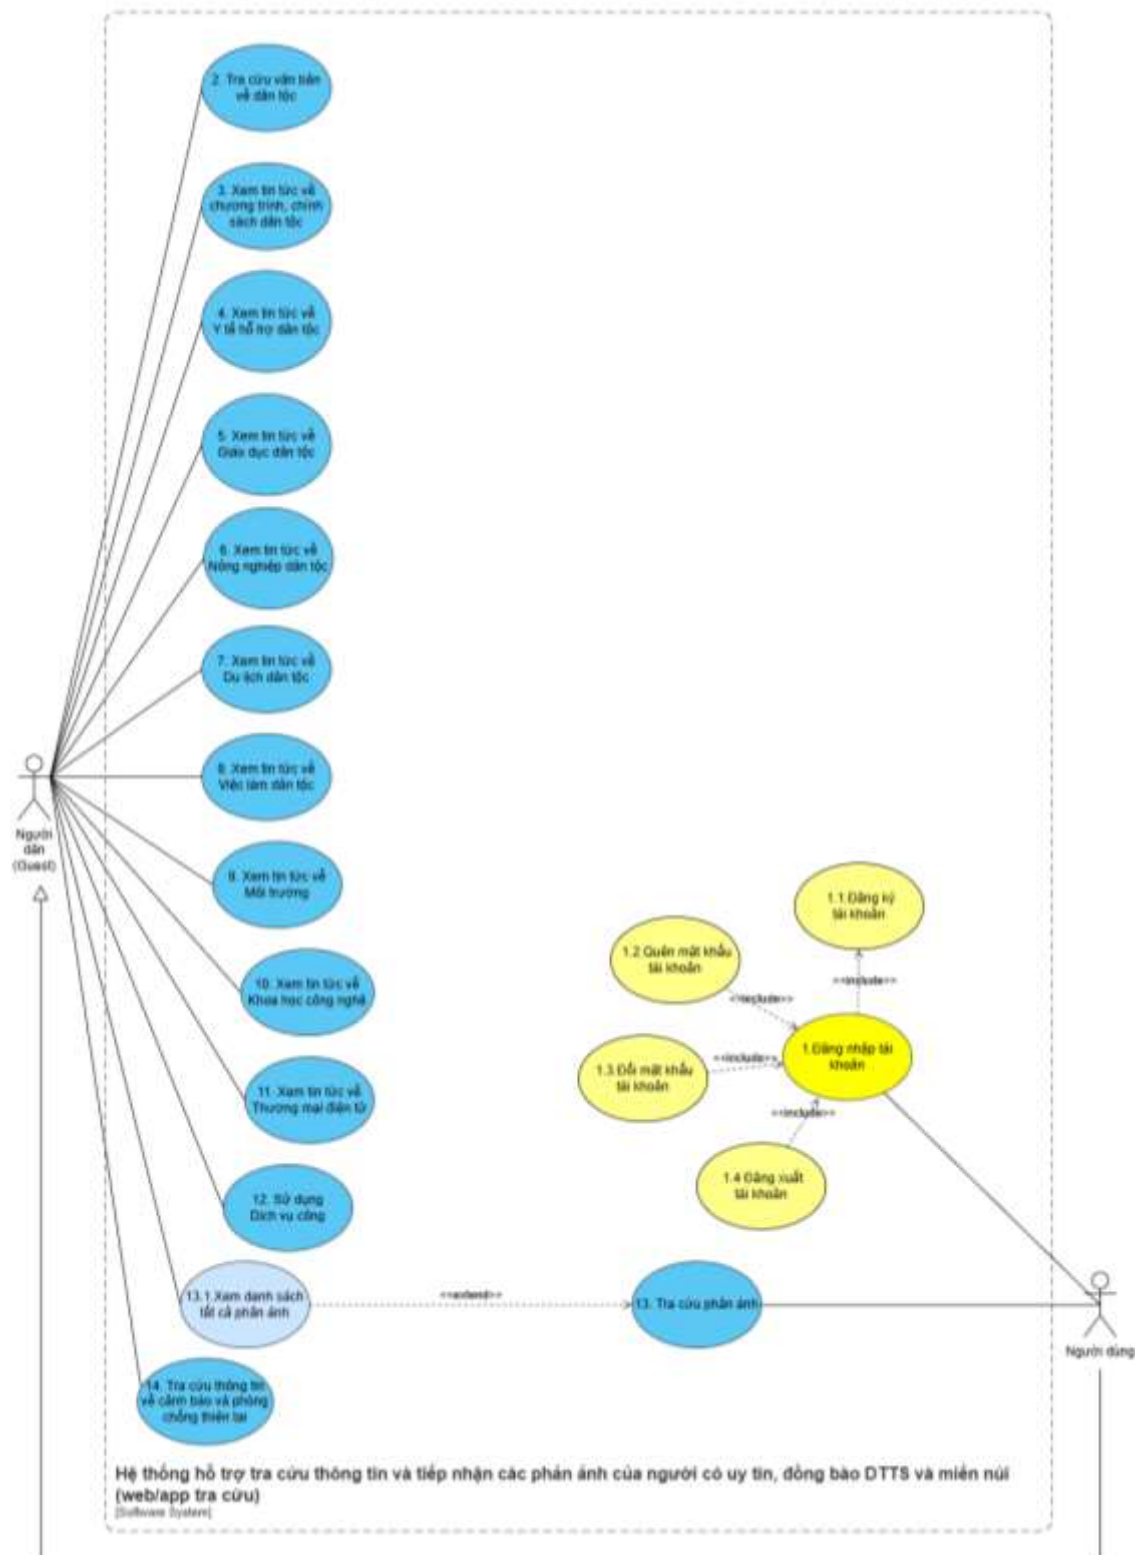 2. Tra cứu văn bản
về dân tộc
3. Xem tin tức về
chương trình, chính
sách dân tộc
4. Xem tin tức về
Y tế hỗ trợ dân tộc
5. Xem tin tức về
Giáo dục dân tộc
6. Xem tin tức về
Nông nghiệp dân tộc
7. Xem tin tức về
Du lịch dân tộc
8. Xem tin tức về
Việc làm dân tộc
Người
dân
(Guest)
9. Xem tin tức về
Môi trường
1.1.Đăng ký
tài khoản
1.2.Quên mật khẩu
tài khoản
<<include>>
<<include>>
10. Xem tin tức về
Khoa học công nghệ
1.Đăng nhập tài
khoản
1.3.Đổi mật khẩu
tài khoản
<<include>>
<<include>>
11. Xem tin tức về
Thương mại điện tử
1.4 Đăng xuất
tài khoản
12. Sử dụng
Dịch vụ công
13.1.Xem danh sách
tất cả phản ánh
<<extend>>
13. Tra cứu phản ánh
Người dùng
14. Tra cứu thông tin
về cảnh báo và phòng
chống thiên tai
Hệ thống hỗ trợ tra cứu thông tin và tiếp nhận các phản ánh của người có uy tín, đồng bào DTTS và miền núi
(web/app tra cứu)
[Software System]